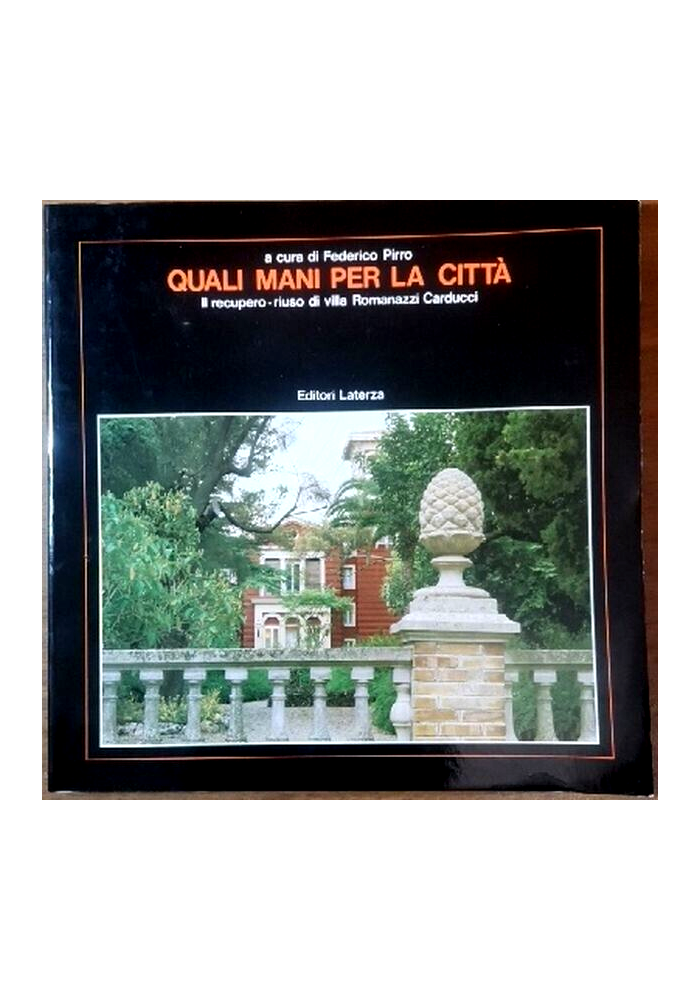 a cura di Federico Pirro
QUALI MANI PER LA CITTÀ
Il recupero-riuso di villa Romanazzi Carducci
Editori Laterza